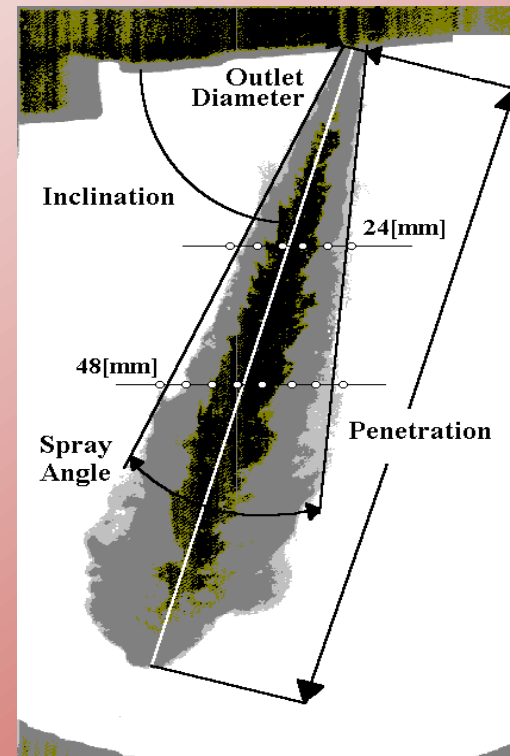 Outlet
Diameter
Inclination
24[mm]
48[mm]
Penetration
Spray
Angle